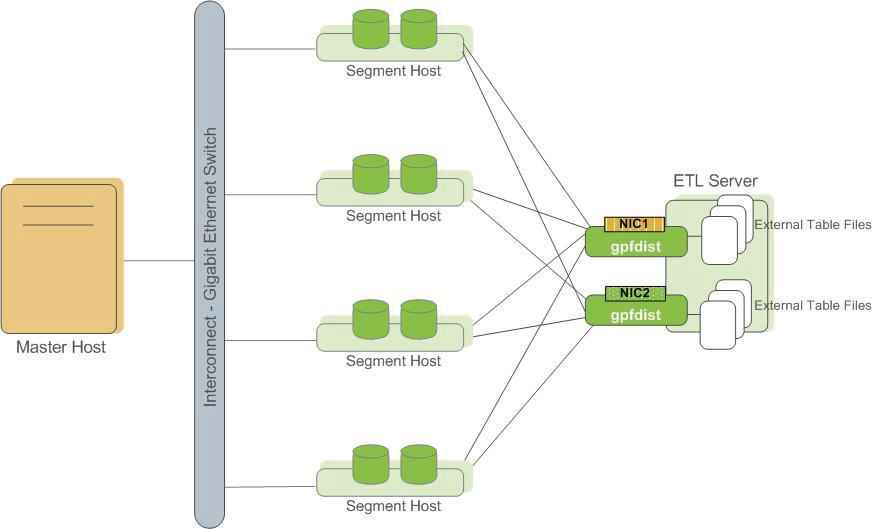 Master Host
Interconnect - Gigabit Ethernet Switch
Segment Host
Segment Host
Segment Host
Segment Host
ETL Server
NIC1
gpfdist
External Table Files
NIC2
gpfdist
External Table Files